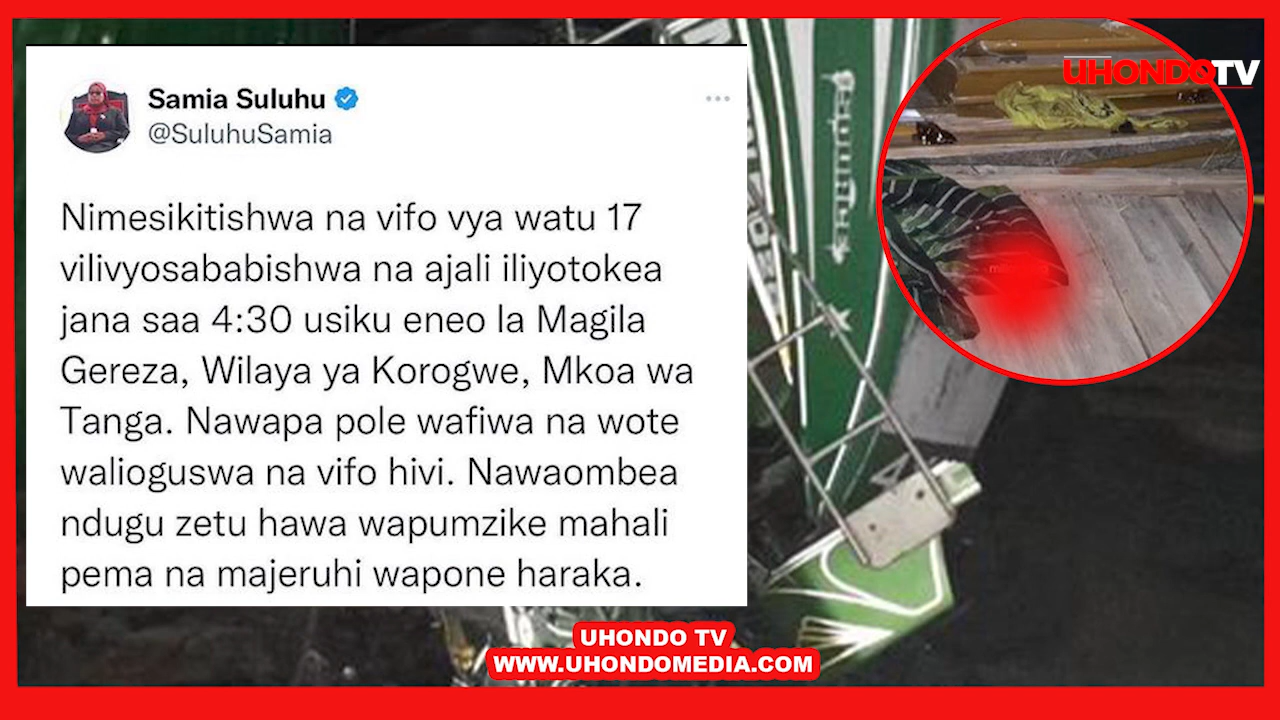 UHONDOTV
Samia Suluhu
@SuluhuSamia
Nimesikitishwa na vifo vya watu 17
vilivyosababishwa na ajali iliyotokea
jana saa 4:30 usiku eneo la Magila
Gereza, Wilaya ya Korogwe, Mkoa wa
Tanga. Nawapa pole wafiwa na wote
walioguswa na vifo hivi. Nawaombea
ndugu zetu hawa wapumzike mahali
pema na majeruhi wapone haraka.
UHONDO TV
WWW.UHONDOMEDIA.COM